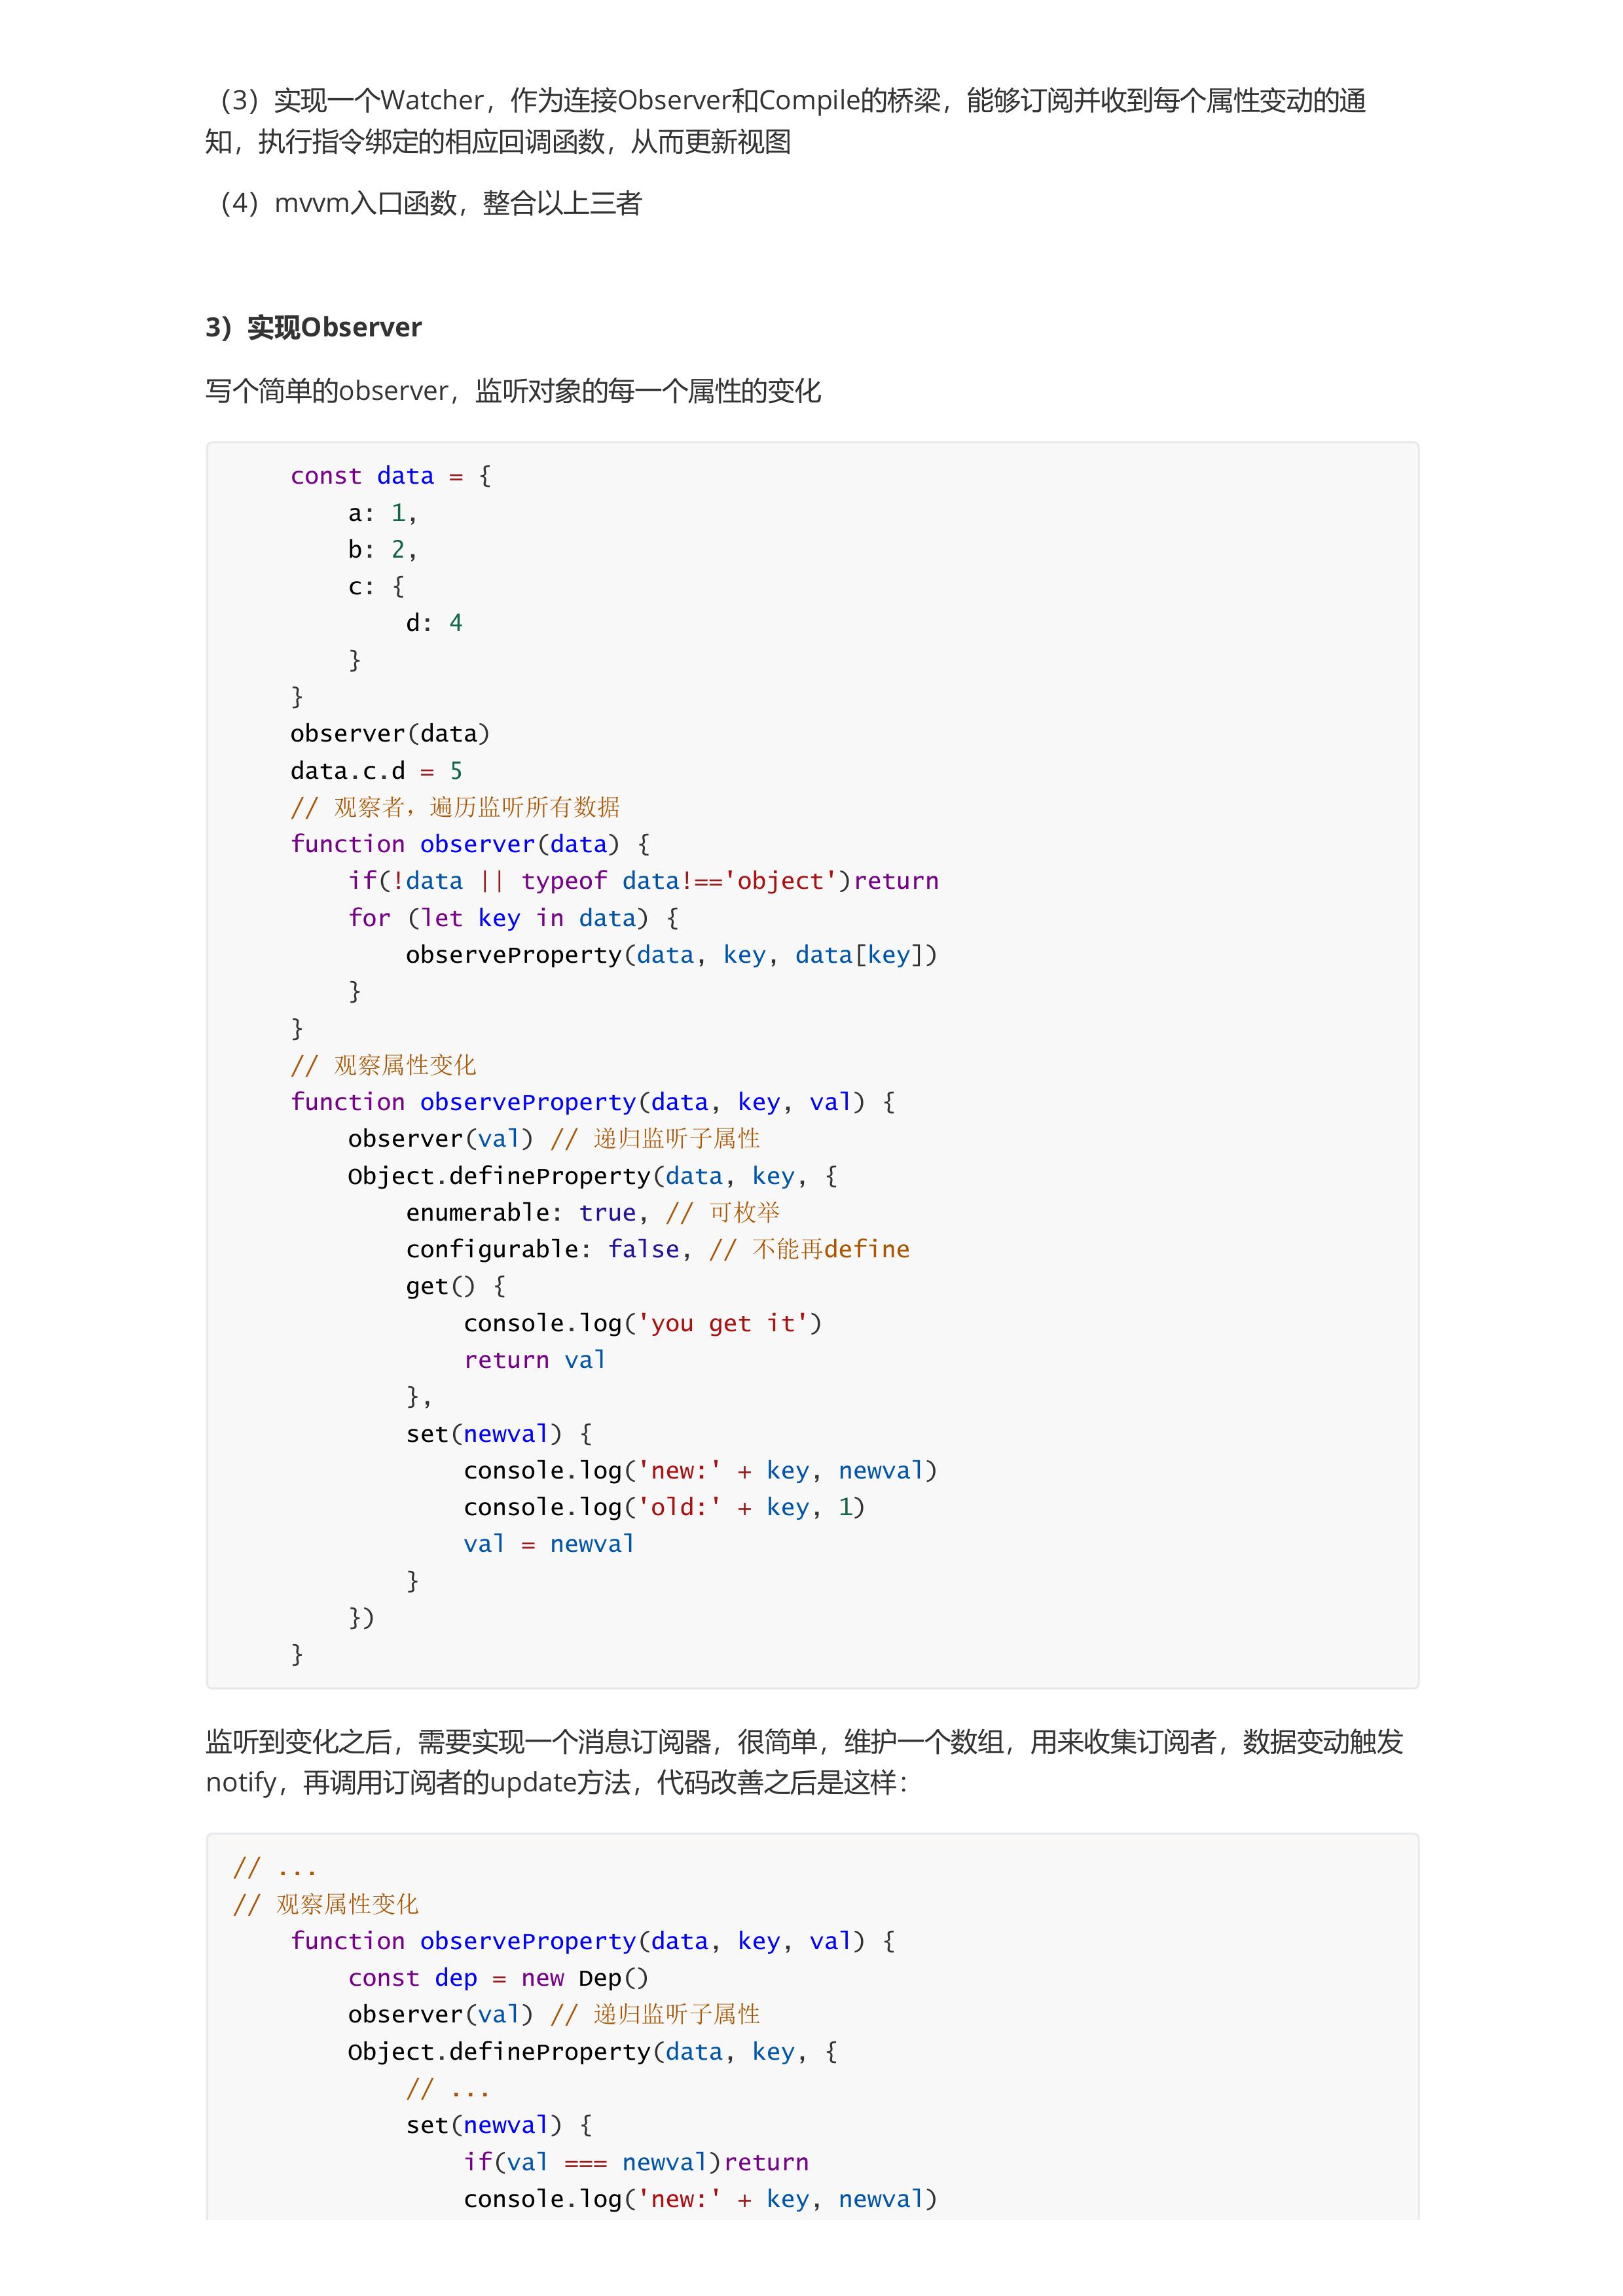 （3）实现一个Watcher，作为连接Observer和Compile的桥梁，能够订阅并收到每个属性变动的通
知，执行指令绑定的相应回调函数，从而更新视图
（4）mvvm入口函数，整合以上三者
3）实现Observer
写个简单的observer，监听对象的每一个属性的变化
    const data = {
        a: 1,
        b: 2,
        c: {
            d: 4
        }
    }
    observer(data)
    data.c.d = 5
    // 观察者，遍历监听所有数据
    function observer(data) {
        if(!data || typeof data!=='object')return
        for (let key in data) {
            observeProperty(data, key, data[key])
        }
    }
    // 观察属性变化
    function observeProperty(data, key, val) {
        observer(val) // 递归监听子属性
        Object.defineProperty(data, key, {
            enumerable: true, // 可枚举
            configurable: false, // 不能再define
            get() {
                console.log('you get it')
                return val
            },
            set(newval) {
                console.log('new:' + key, newval)
                console.log('old:' + key, 1)
                val = newval
            }
        })
    }
监听到变化之后，需要实现一个消息订阅器，很简单，维护一个数组，用来收集订阅者，数据变动触发
notify，再调用订阅者的update方法，代码改善之后是这样：
// ...
// 观察属性变化
    function observeProperty(data, key, val) {
        const dep = new Dep()
        observer(val) // 递归监听子属性
        Object.defineProperty(data, key, {
            // ...
            set(newval) {
                if(val === newval)return
                console.log('new:' + key, newval)